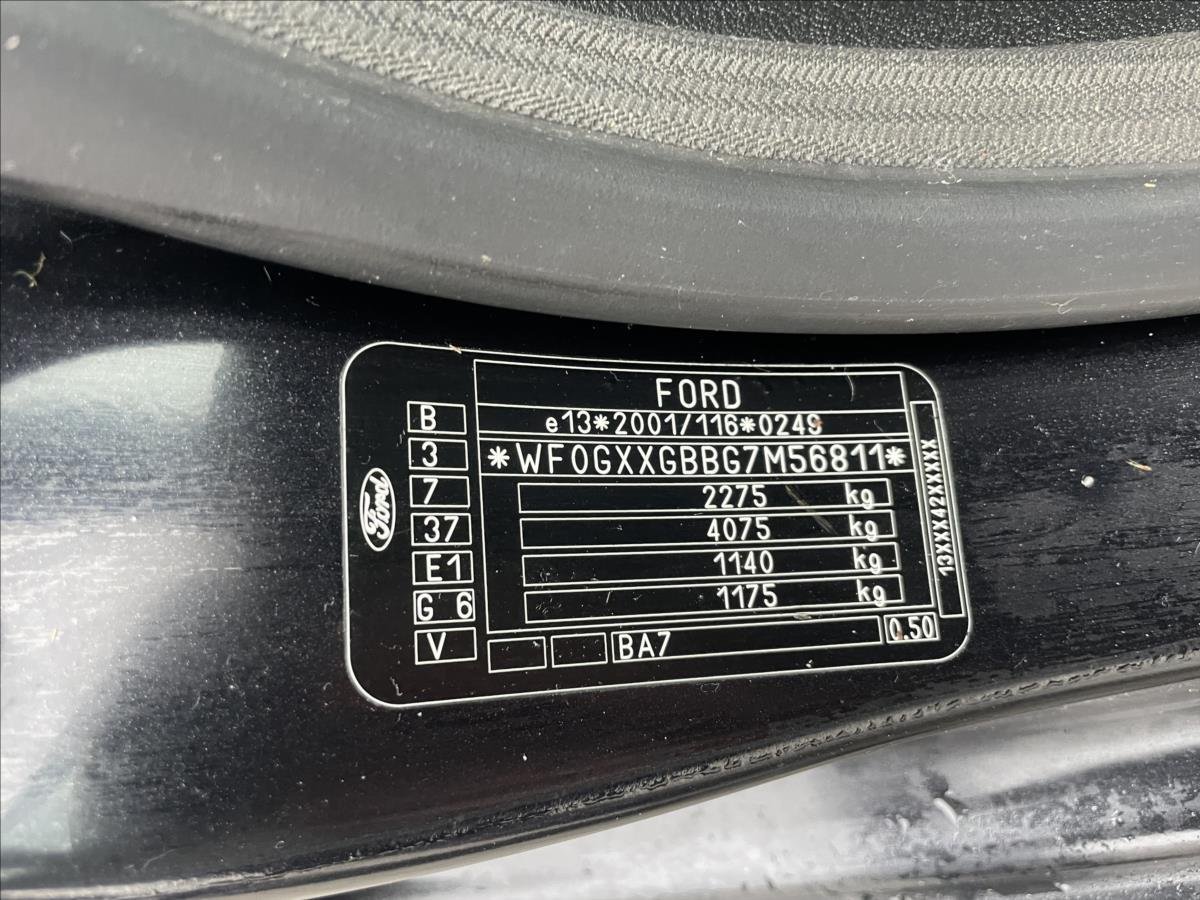 FORD
e13*2001/116*0249
*WF0GXXGBBG7M56811*
2275 kg
4075 kg
1140 kg
1175 kg
BA7
0.50
B
3
7
37
E1
G 6
V
Ford
13XXX42XXXXX